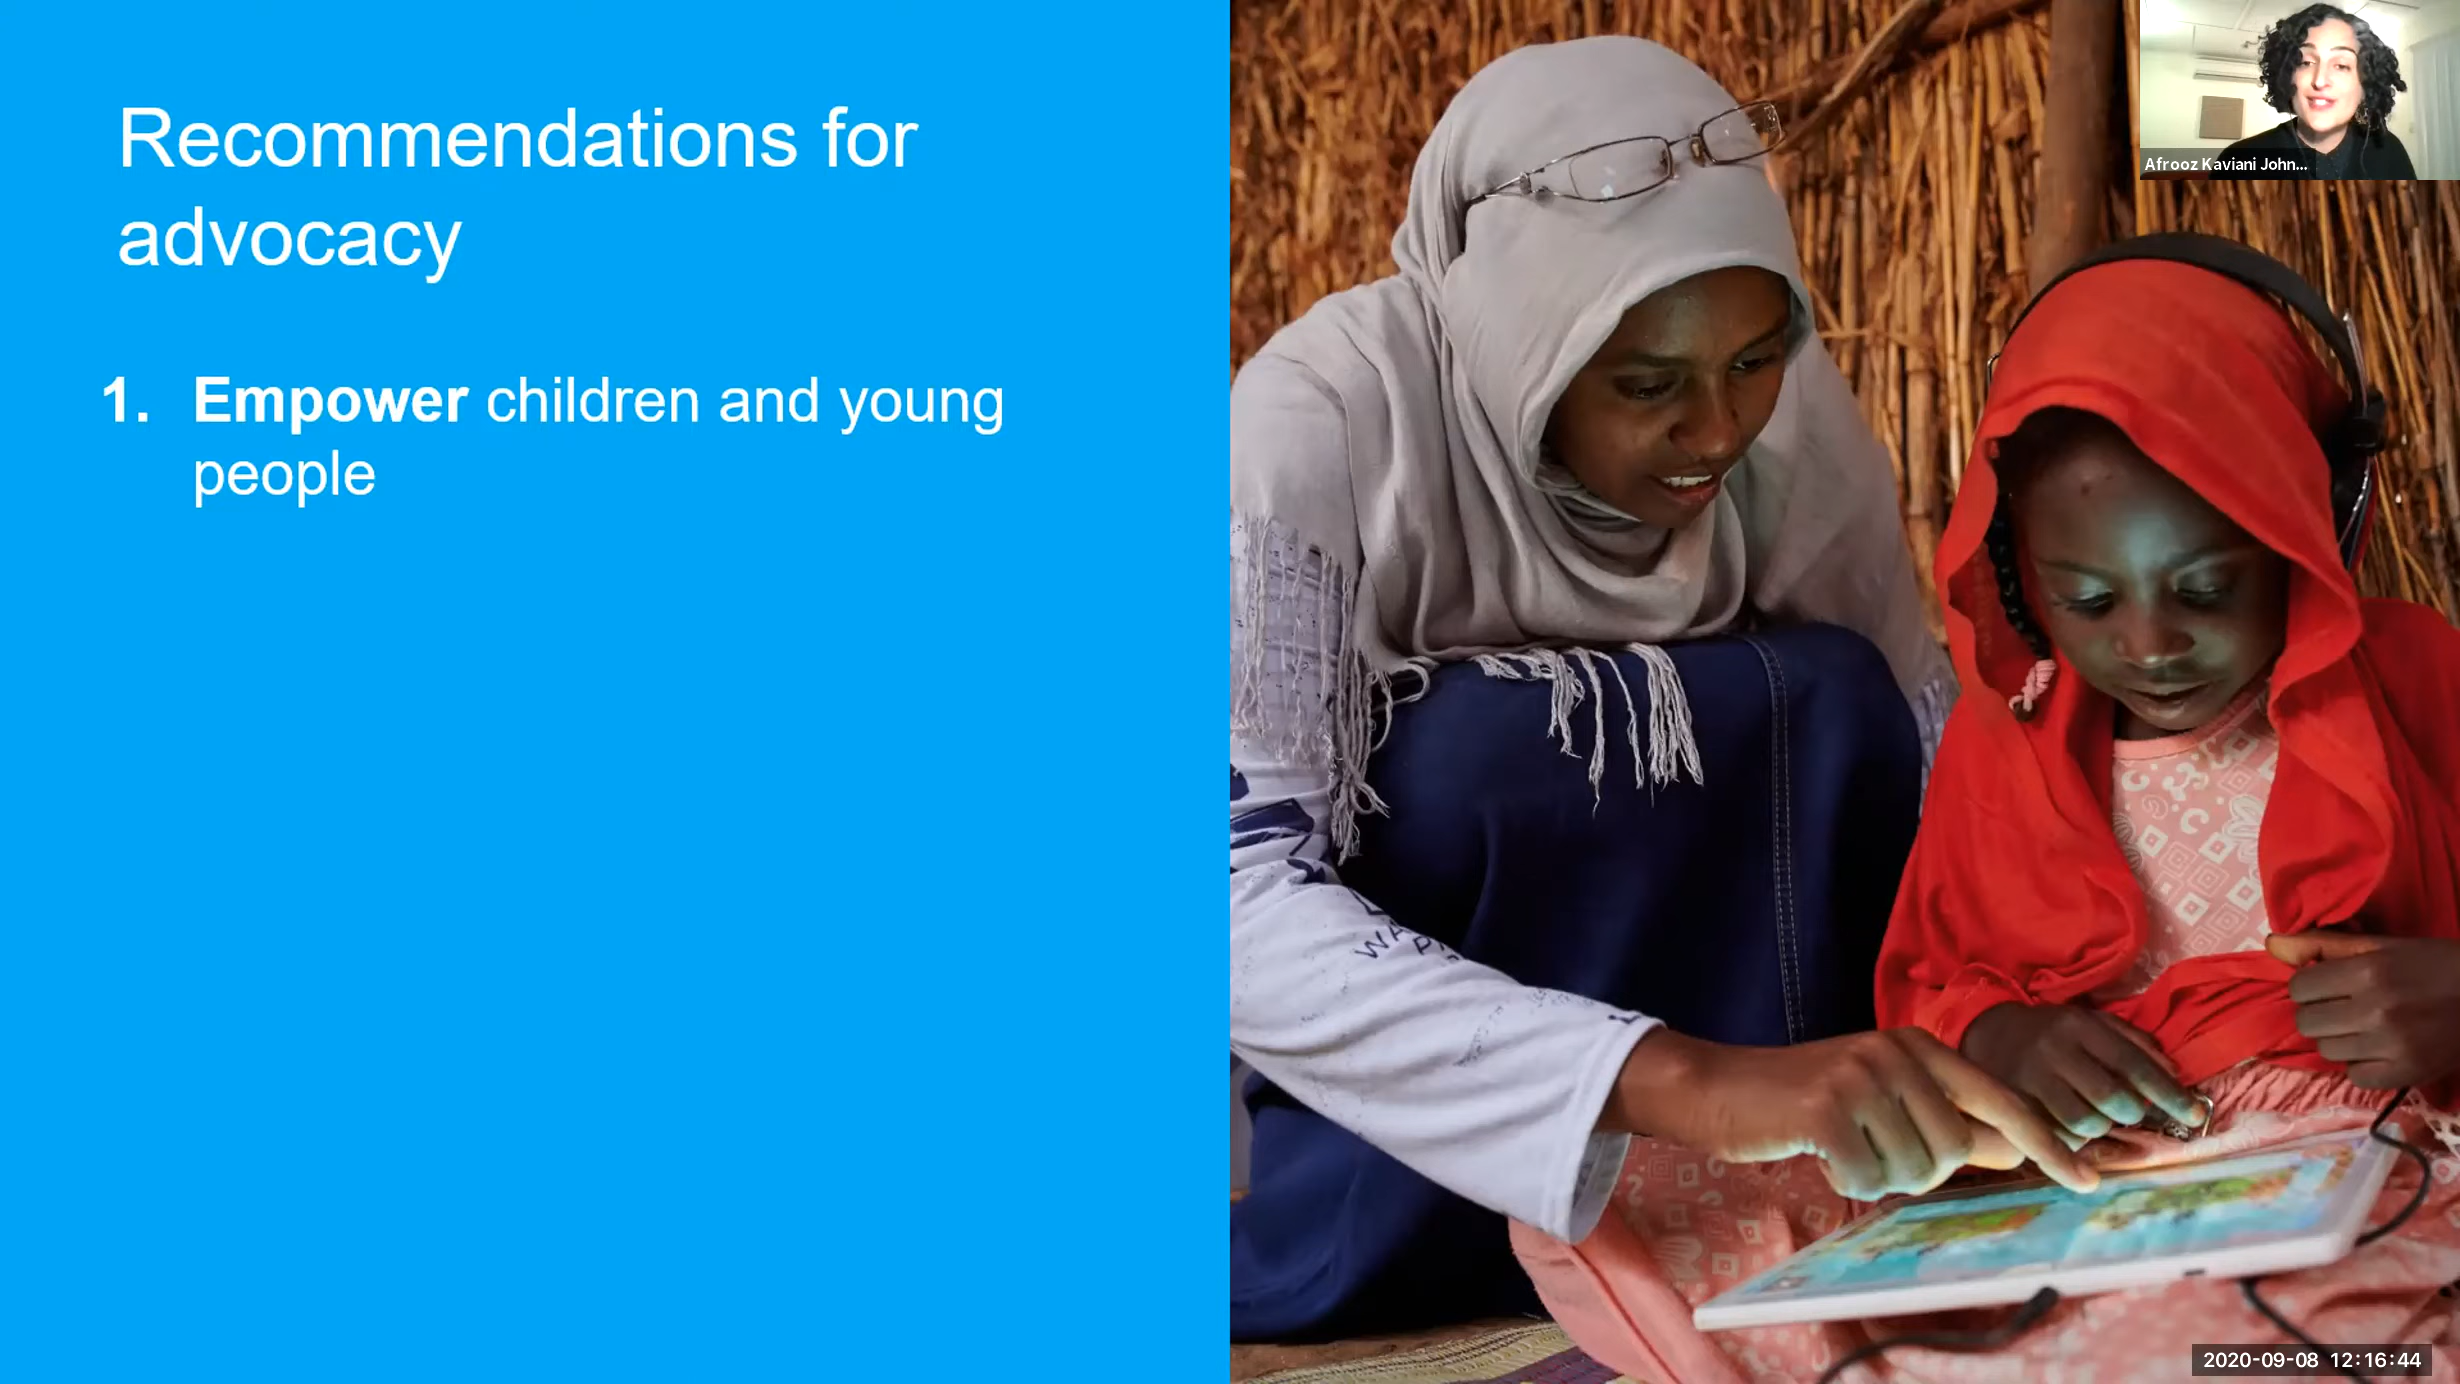 Recommendations for
advocacy
1. Empower children and young
people
Afrooz Kaviani John...
2020-09-08 12:16:44